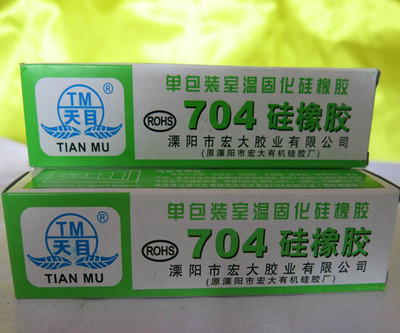 TM
天目
®
TIAN MU
单包装室温固化硅橡胶
ROHS
704 硅橡胶
溧阳市宏大胶业有限公司
(原溧阳市宏大有机硅胶厂)
TM
天目
®
TIAN MU
单包装室温固化硅橡胶
ROHS
704 硅橡胶
溧阳市宏大胶业有限公司
(原溧阳市宏大有机硅胶厂)